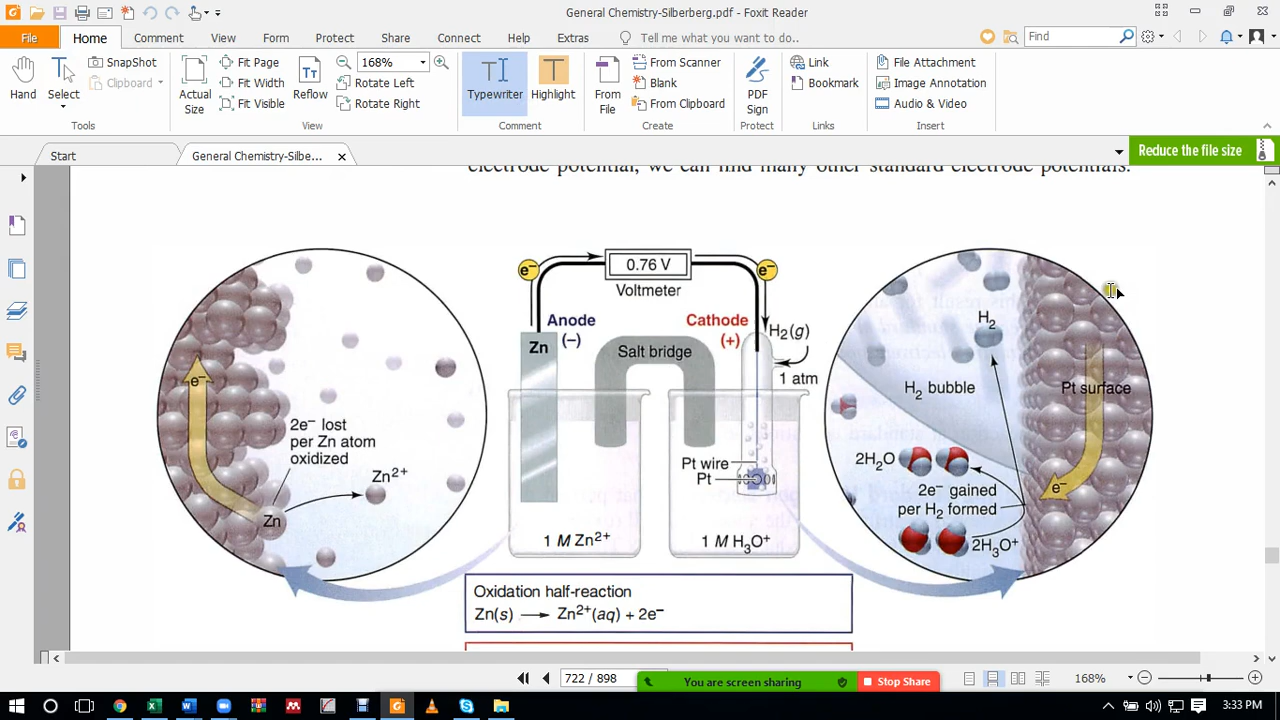 General Chemistry-Silberberg.pdf - Foxit Reader
File
Home
Comment
View
Form
Protect
Share
Connect
Help
Extras
Tell me what you want to do...
Find
Hand
Select
SnapShot
Clipboard
Actual Size
Fit Page
Fit Width
Fit Visible
Reflow
168%
Rotate Left
Rotate Right
Typewriter
Highlight
From File
From Scanner
Blank
From Clipboard
PDF Sign
Link
Bookmark
File Attachment
Image Annotation
Audio & Video
Tools
View
Comment
Create
Protect
Links
Insert
Start
General Chemistry-Silbe...
Reduce the file size
electrode potential, we can find many other standard electrode potentials.
e⁻
0.76 V
e⁻
Voltmeter
Anode
(–)
Cathode
(+)
H₂(g)
Zn
Salt bridge
1 atm
Pt wire
Pt
1 M Zn²⁺
1 M H₃O⁺
e⁻
2e⁻ lost
per Zn atom
oxidized
Zn²⁺
Zn
H₂
H₂ bubble
Pt surface
2H₂O
2e⁻ gained
per H₂ formed
e⁻
2H₃O⁺
Oxidation half-reaction
Zn(s) ⟶ Zn²⁺(aq) + 2e⁻
722 / 898
You are screen sharing
Stop Share
168%
3:33 PM